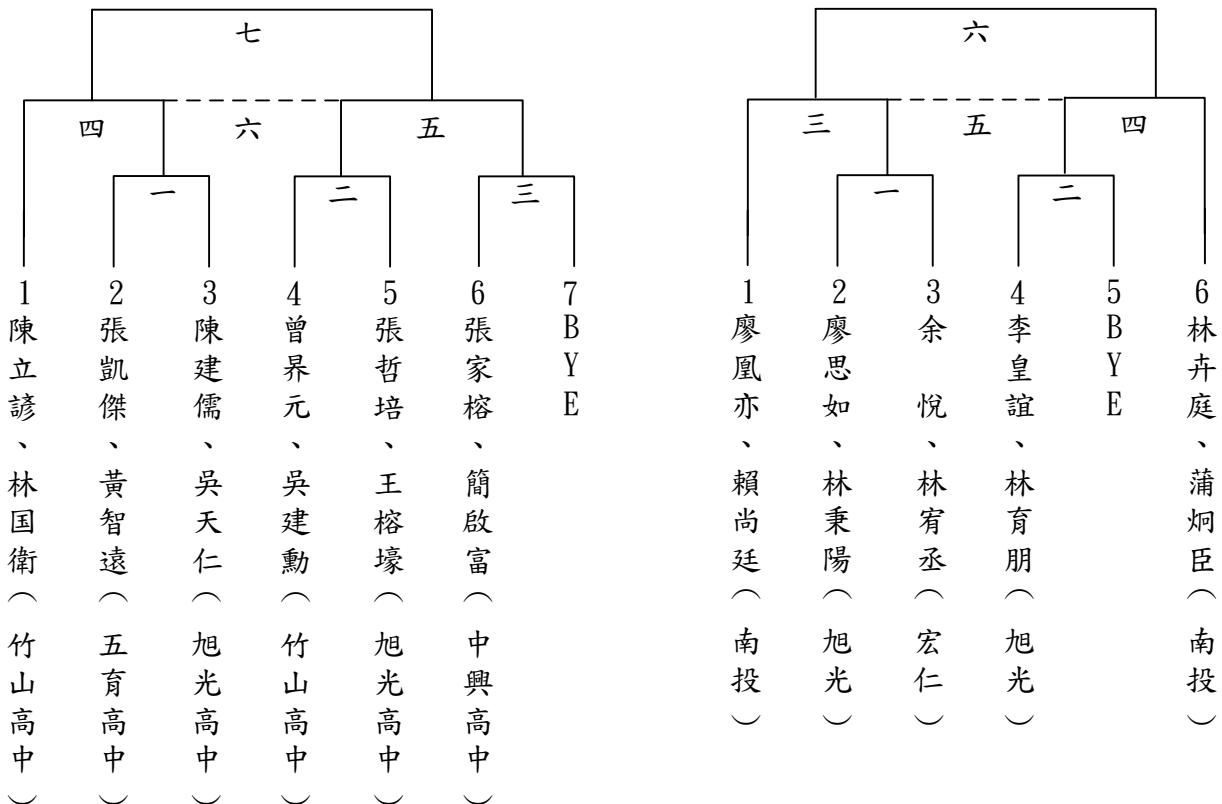 七
四
六
五
一
二
三
1陳立諺、林国衛（竹山高中）
2張凱傑、黃智遠（五育高中）
3陳建儒、吳天仁（旭光高中）
4曾畀元、吳建勳（竹山高中）
5張哲培、王榕壕（旭光高中）
6張家榕、簡啟富（中興高中）
7BYE
六
三
五
四
一
二
1廖凰亦、賴尚廷（南投）
2廖思如、林秉陽（旭光）
3余　悅、林宥丞（宏仁）
4李皇誼、林育朋（旭光）
5BYE
6林卉庭、蒲炯臣（南投）